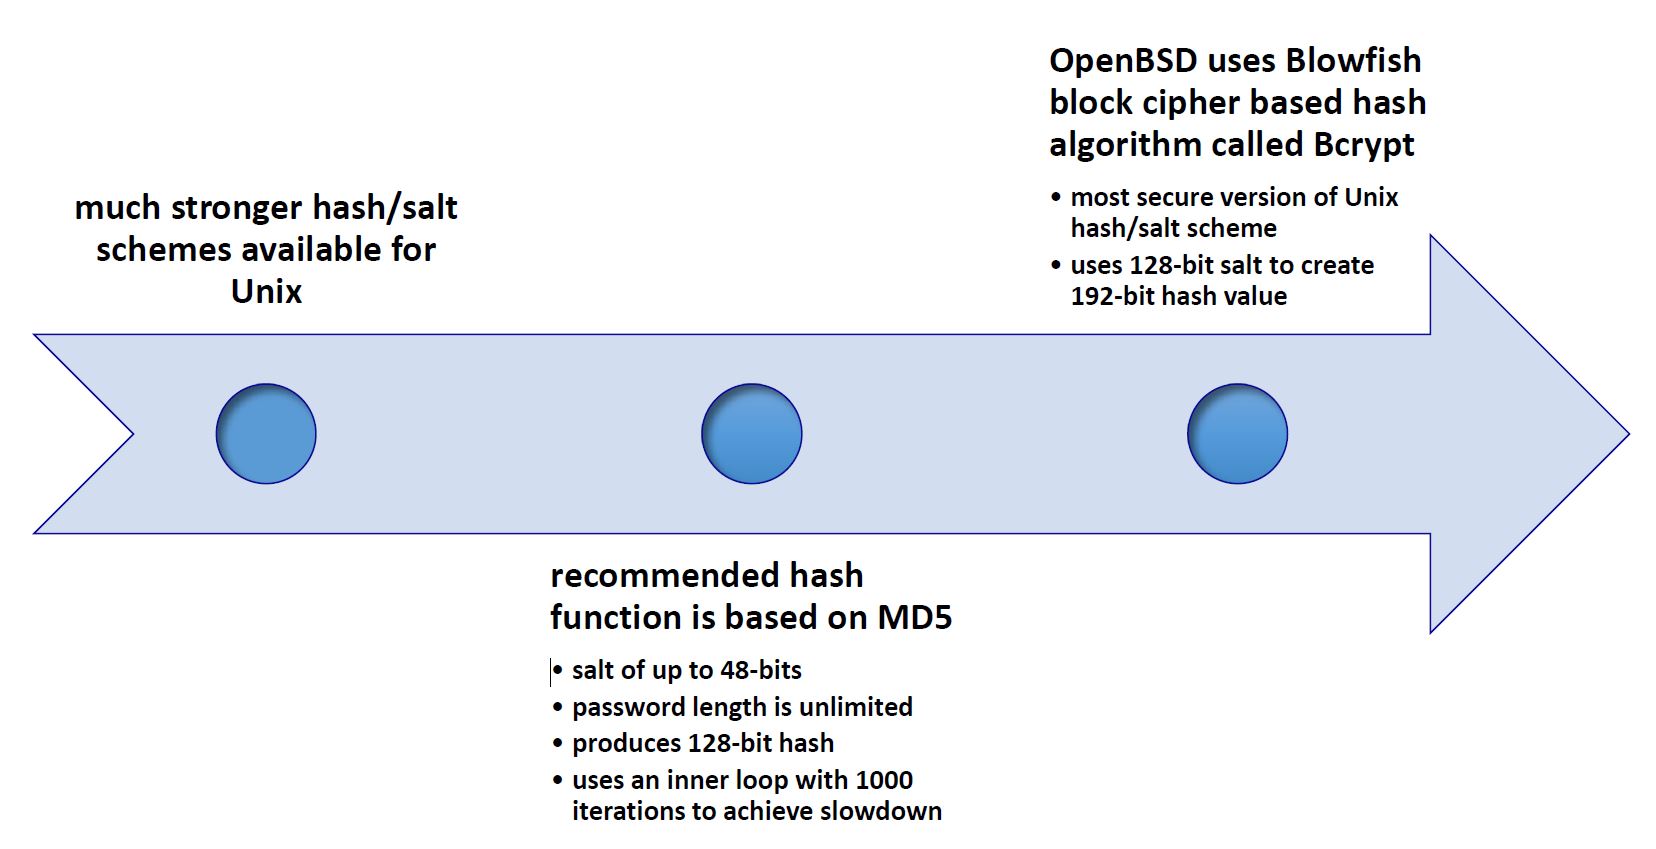 much stronger hash/salt
schemes available for
Unix
recommended hash
function is based on MD5
• salt of up to 48-bits
• password length is unlimited
• produces 128-bit hash
• uses an inner loop with 1000
iterations to achieve slowdown
OpenBSD uses Blowfish
block cipher based hash
algorithm called Bcrypt
• most secure version of Unix
hash/salt scheme
• uses 128-bit salt to create
192-bit hash value